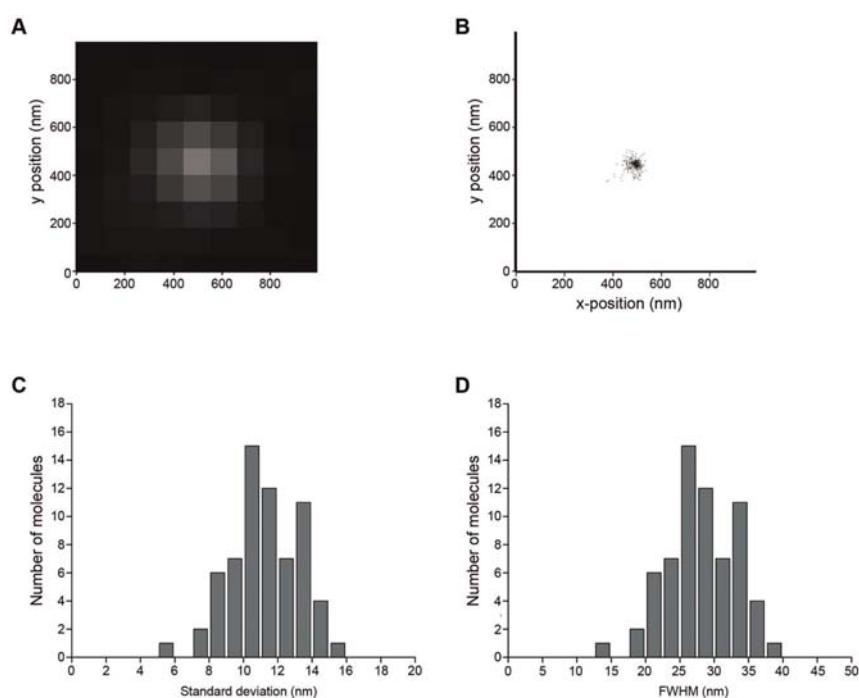 A
y position (nm)
800
600
400
200
0
0 200 400 600 800
B
y position (nm)
800
600
400
200
0
0 200 400 600 800
x-position (nm)
C
Number of molecules
18
16
14
12
10
8
6
4
2
0
0 2 4 6 8 10 12 14 16 18 20
Standard deviation (nm)
D
Number of molecules
18
16
14
12
10
8
6
4
2
0
0 5 10 15 20 25 30 35 40 45 50
FWHM (nm)